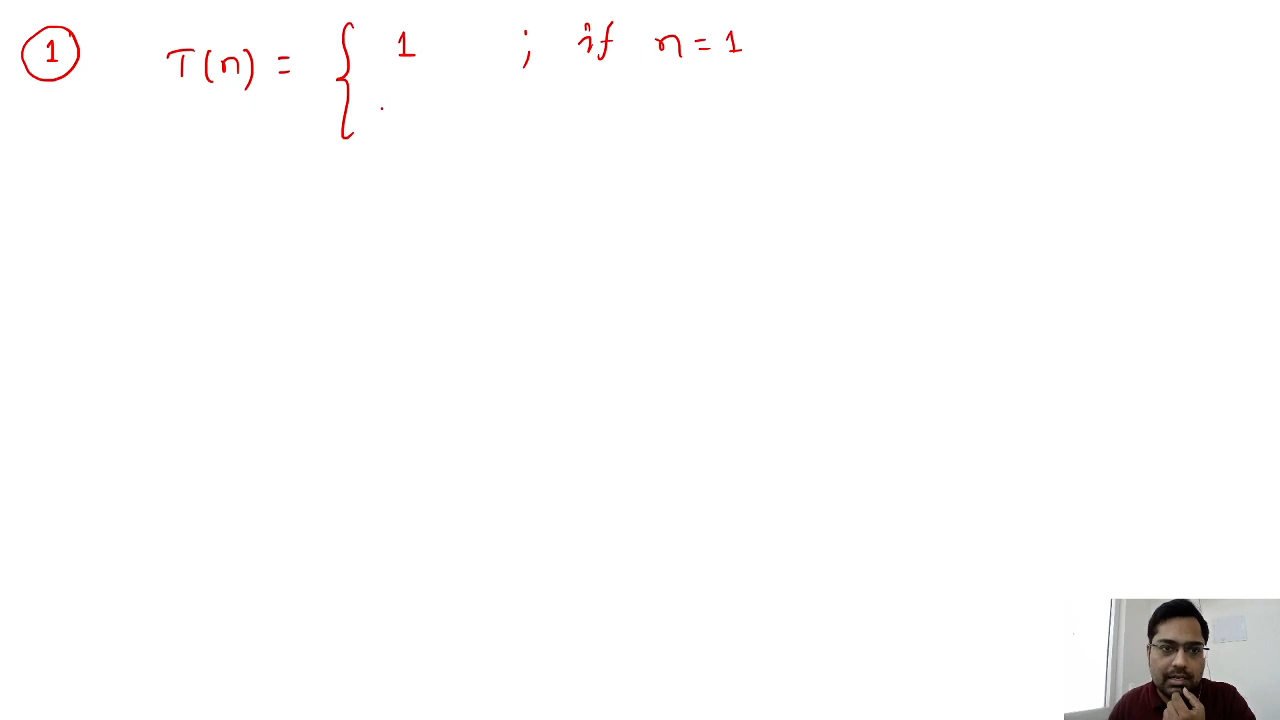 1 T(n) = { 1 ; if n = 1